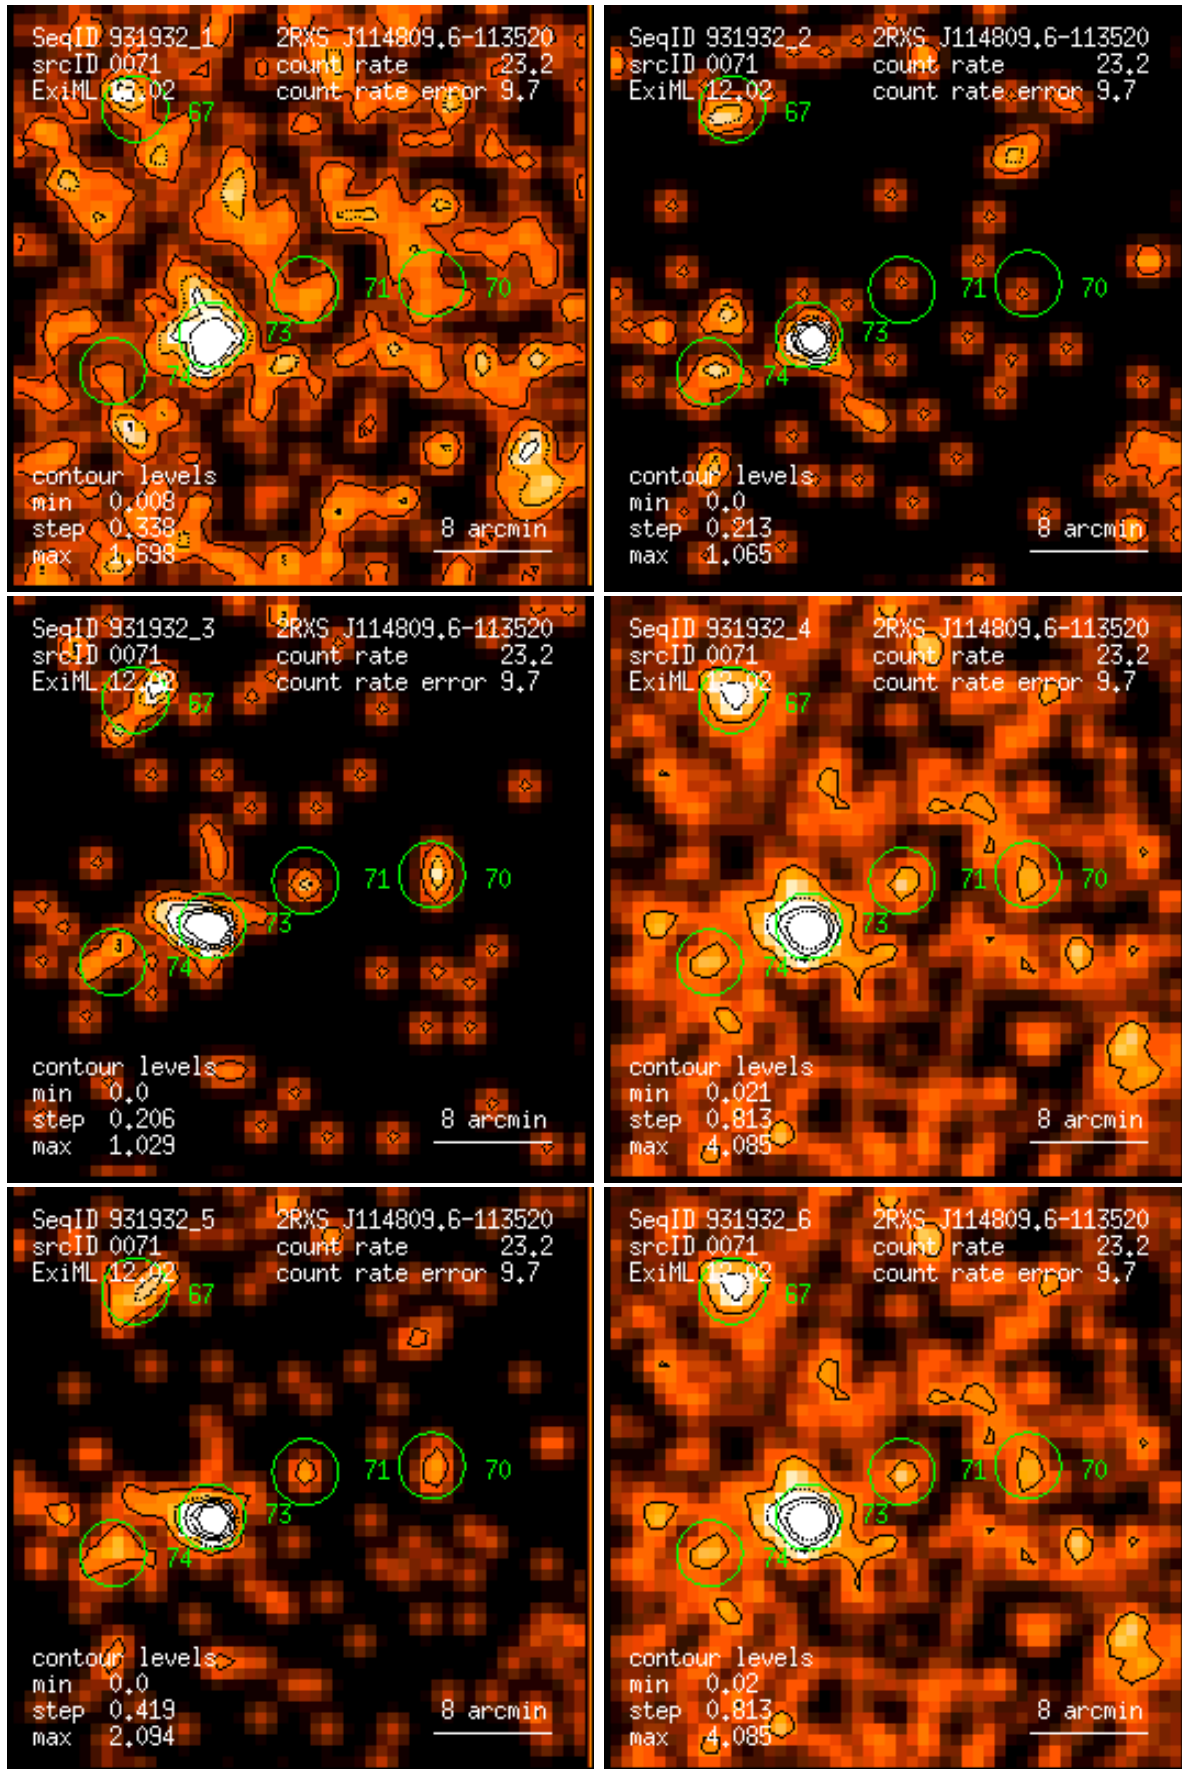 SeqID 931932_1 2RXS J114809.6-113520
srcID 0071 count rate 23.2
ExiML 12.02 count rate error 9.7
67
71 70
73
74
contour levels
min 0.008
step 0.338 8 arcmin
max 1.698
SeqID 931932_2 2RXS J114809.6-113520
srcID 0071 count rate 23.2
ExiML 12.02 count rate error 9.7
67
71 70
73
74
contour levels
min 0.0
step 0.213 8 arcmin
max 1.065
SeqID 931932_3 2RXS J114809.6-113520
srcID 0071 count rate 23.2
ExiML 12.02 count rate error 9.7
67
71 70
73
74
contour levels
min 0.0
step 0.206 8 arcmin
max 1.029
SeqID 931932_4 2RXS J114809.6-113520
srcID 0071 count rate 23.2
ExiML 12.02 count rate error 9.7
67
71 70
73
74
contour levels
min 0.021
step 0.813 8 arcmin
max 4.085
SeqID 931932_5 2RXS J114809.6-113520
srcID 0071 count rate 23.2
ExiML 12.02 count rate error 9.7
67
71 70
73
74
contour levels
min 0.0
step 0.419 8 arcmin
max 2.094
SeqID 931932_6 2RXS J114809.6-113520
srcID 0071 count rate 23.2
ExiML 12.02 count rate error 9.7
67
71 70
73
74
contour levels
min 0.02
step 0.813 8 arcmin
max 4.085